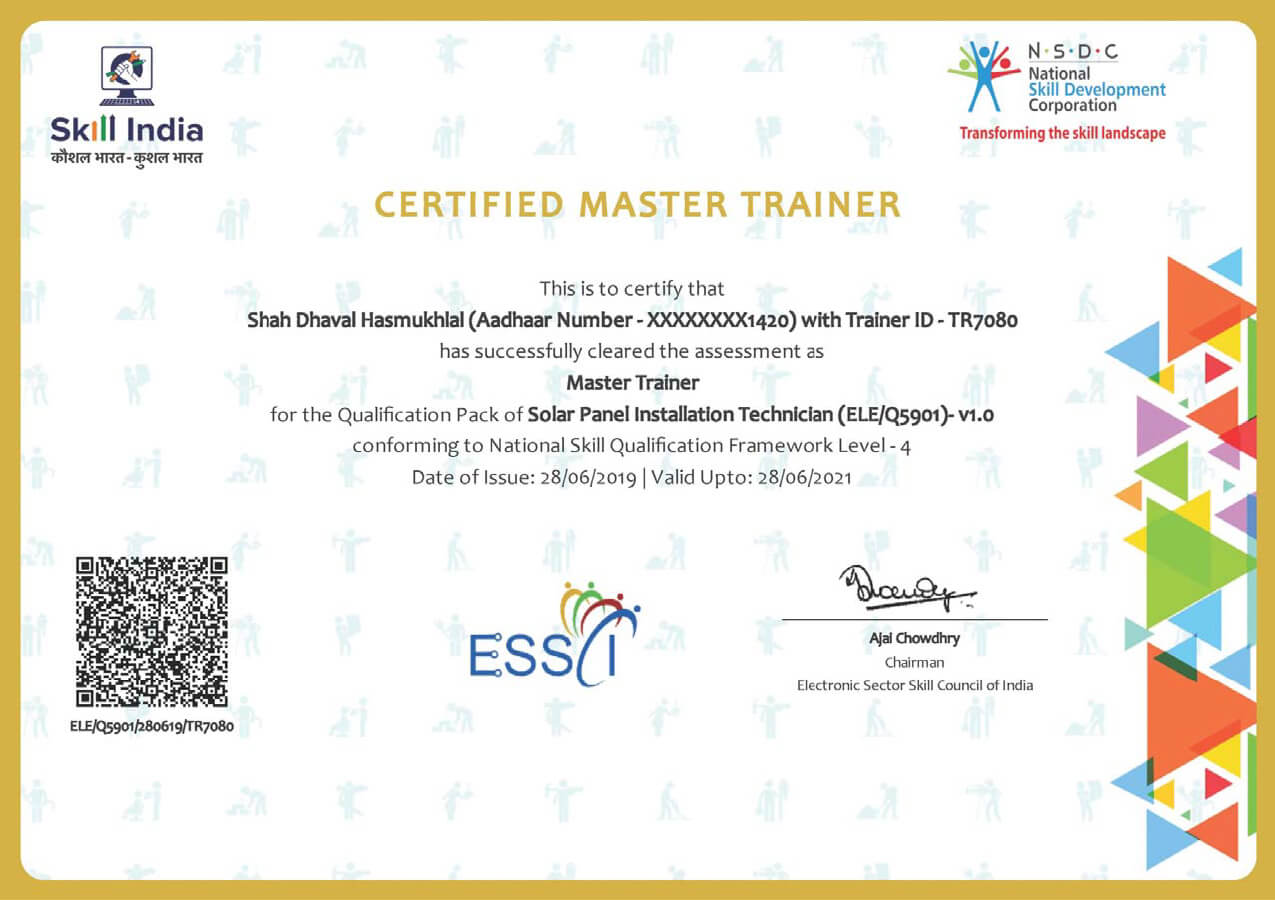 Skill India
कौशल भारत - कुशल भारत
N·S·D·C
National
Skill Development
Corporation
Transforming the skill landscape
CERTIFIED MASTER TRAINER
This is to certify that
Shah Dhaval Hasmukhlal (Aadhaar Number - XXXXXXXX1420) with Trainer ID - TR7080
has successfully cleared the assessment as
Master Trainer
for the Qualification Pack of Solar Panel Installation Technician (ELE/Q5901)- v1.0
conforming to National Skill Qualification Framework Level - 4
Date of Issue: 28/06/2019 | Valid Upto: 28/06/2021
ELE/Q5901/280619/TR7080
ESSCI
Ajai Chowdhry
Chairman
Electronic Sector Skill Council of India